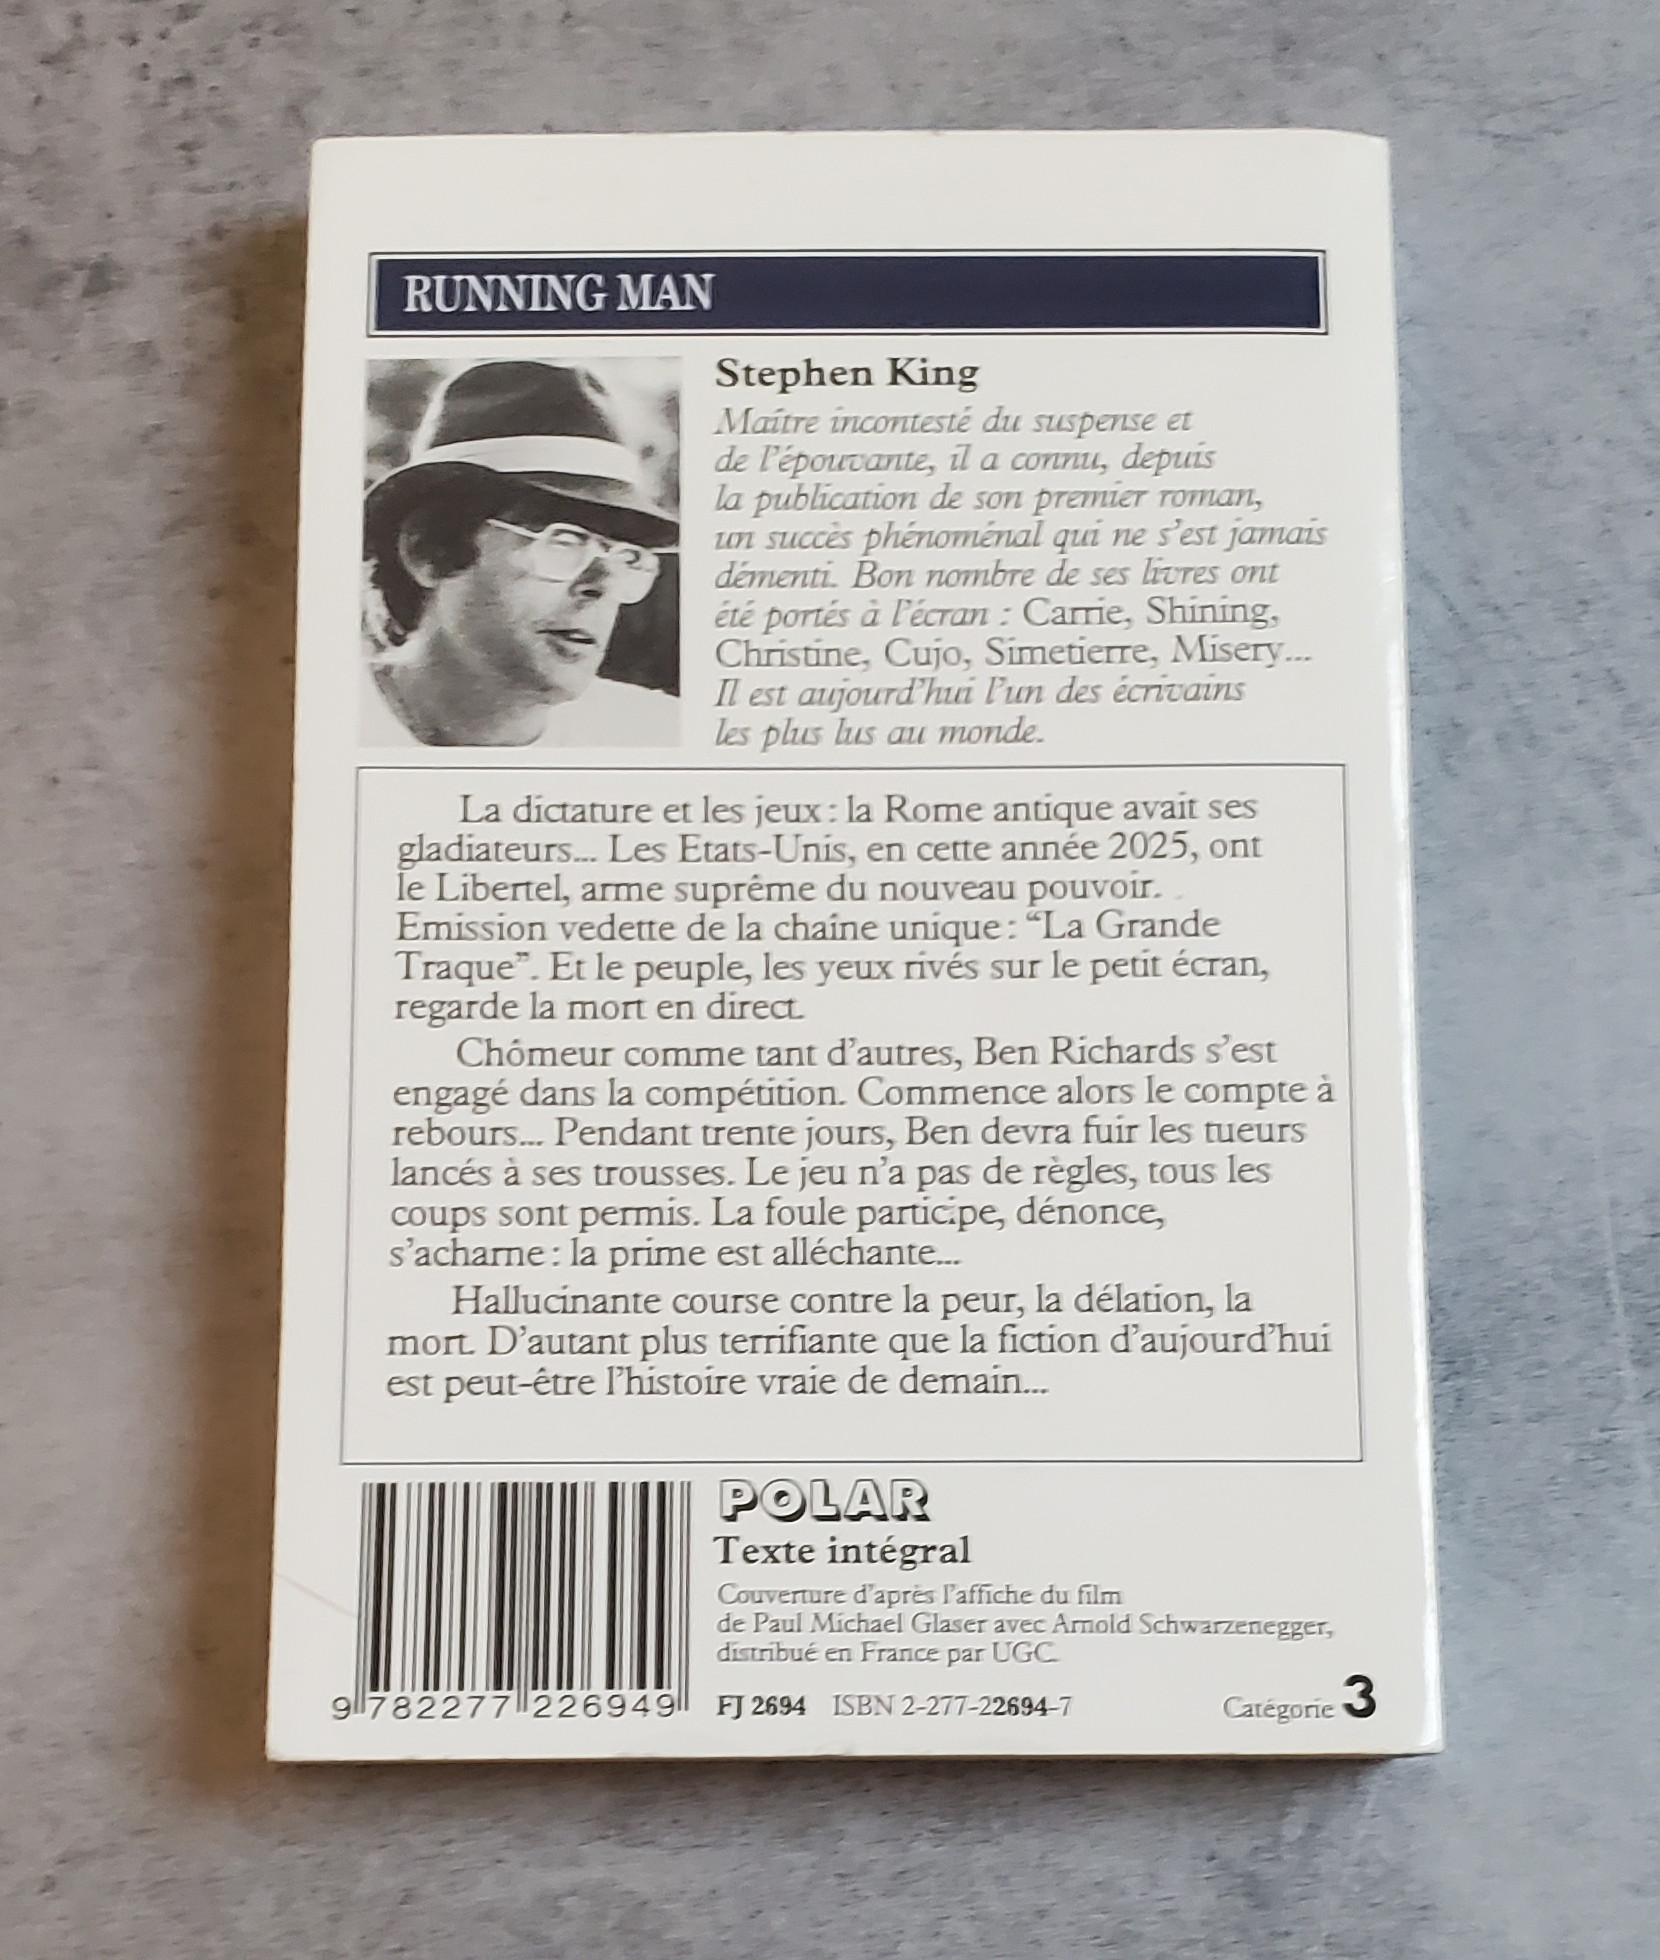 RUNNING MAN
Stephen King
Maître incontesté du suspense et
de l'épouvante, il a connu, depuis
la publication de son premier roman,
un succès phénoménal qui ne s'est jamais
démenti. Bon nombre de ses livres ont
été portés à l'écran : Carrie, Shining,
Christine, Cujo, Simetierre, Misery...
Il est aujourd'hui l'un des écrivains
les plus lus au monde.
La dictature et les jeux : la Rome antique avait ses
gladiateurs... Les Etats-Unis, en cette année 2025, ont
le Libertel, arme suprême du nouveau pouvoir.
Emission vedette de la chaîne unique : “La Grande
Traque”. Et le peuple, les yeux rivés sur le petit écran,
regarde la mort en direct.
Chômeur comme tant d'autres, Ben Richards s'est
engagé dans la compétition. Commence alors le compte à
rebours... Pendant trente jours, Ben devra fuir les tueurs
lancés à ses trousses. Le jeu n'a pas de règles, tous les
coups sont permis. La foule participe, dénonce,
s'acharne : la prime est alléchante...
Hallucinante course contre la peur, la délation, la
mort. D'autant plus terrifiante que la fiction d'aujourd'hui
est peut-être l'histoire vraie de demain...
POLAR
Texte intégral
Couverture d'après l'affiche du film
de Paul Michael Glaser avec Arnold Schwarzenegger,
distribué en France par UGC.
9 782277 226949
FJ 2694 ISBN 2-277-22694-7
Catégorie 3